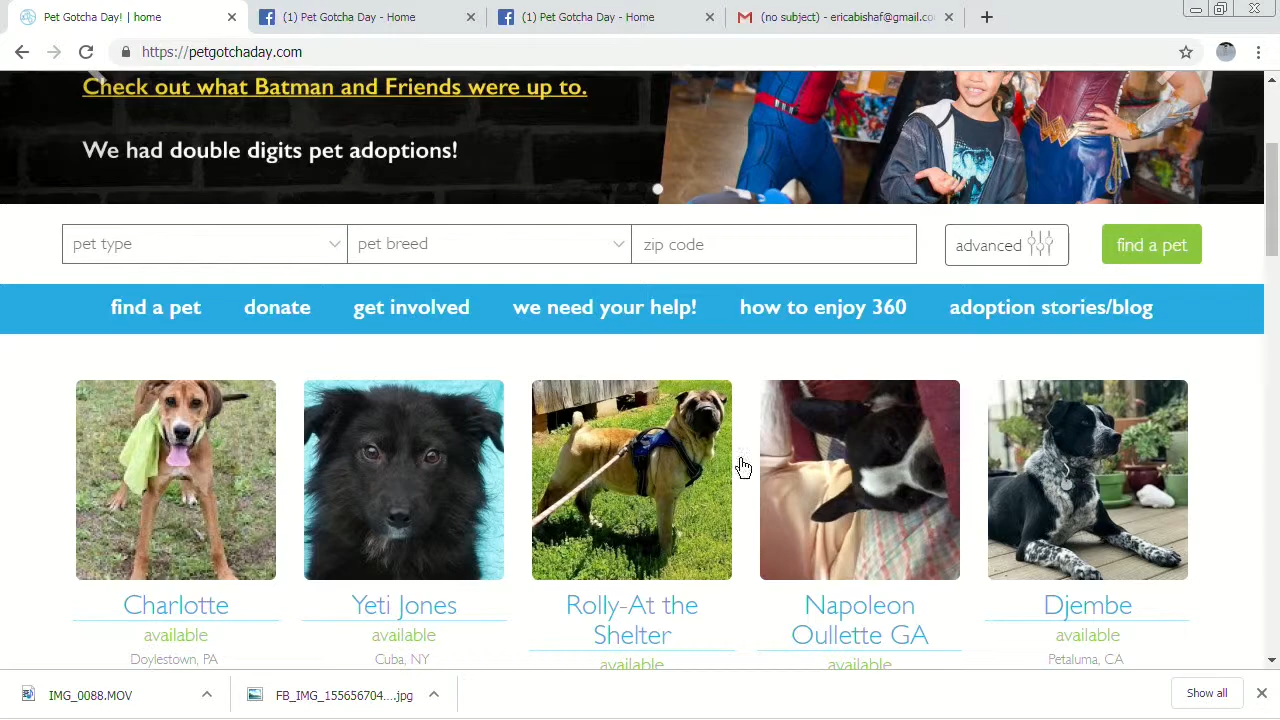 Pet Gotcha Day! | home
(1) Pet Gotcha Day - Home
(1) Pet Gotcha Day - Home
(no subject) - ericabishaf@gmail.co
https://petgotchaday.com
Check out what Batman and Friends were up to.
We had double digits pet adoptions!
pet type
pet breed
zip code
advanced
find a pet
find a pet
donate
get involved
we need your help!
how to enjoy 360
adoption stories/blog
Charlotte
available
Doylestown, PA
Yeti Jones
available
Cuba, NY
Rolly-At the
Shelter
available
Napoleon
Oullette GA
available
Djembe
available
Petaluma, CA
IMG_0088.MOV
FB_IMG_155656704....jpg
Show all